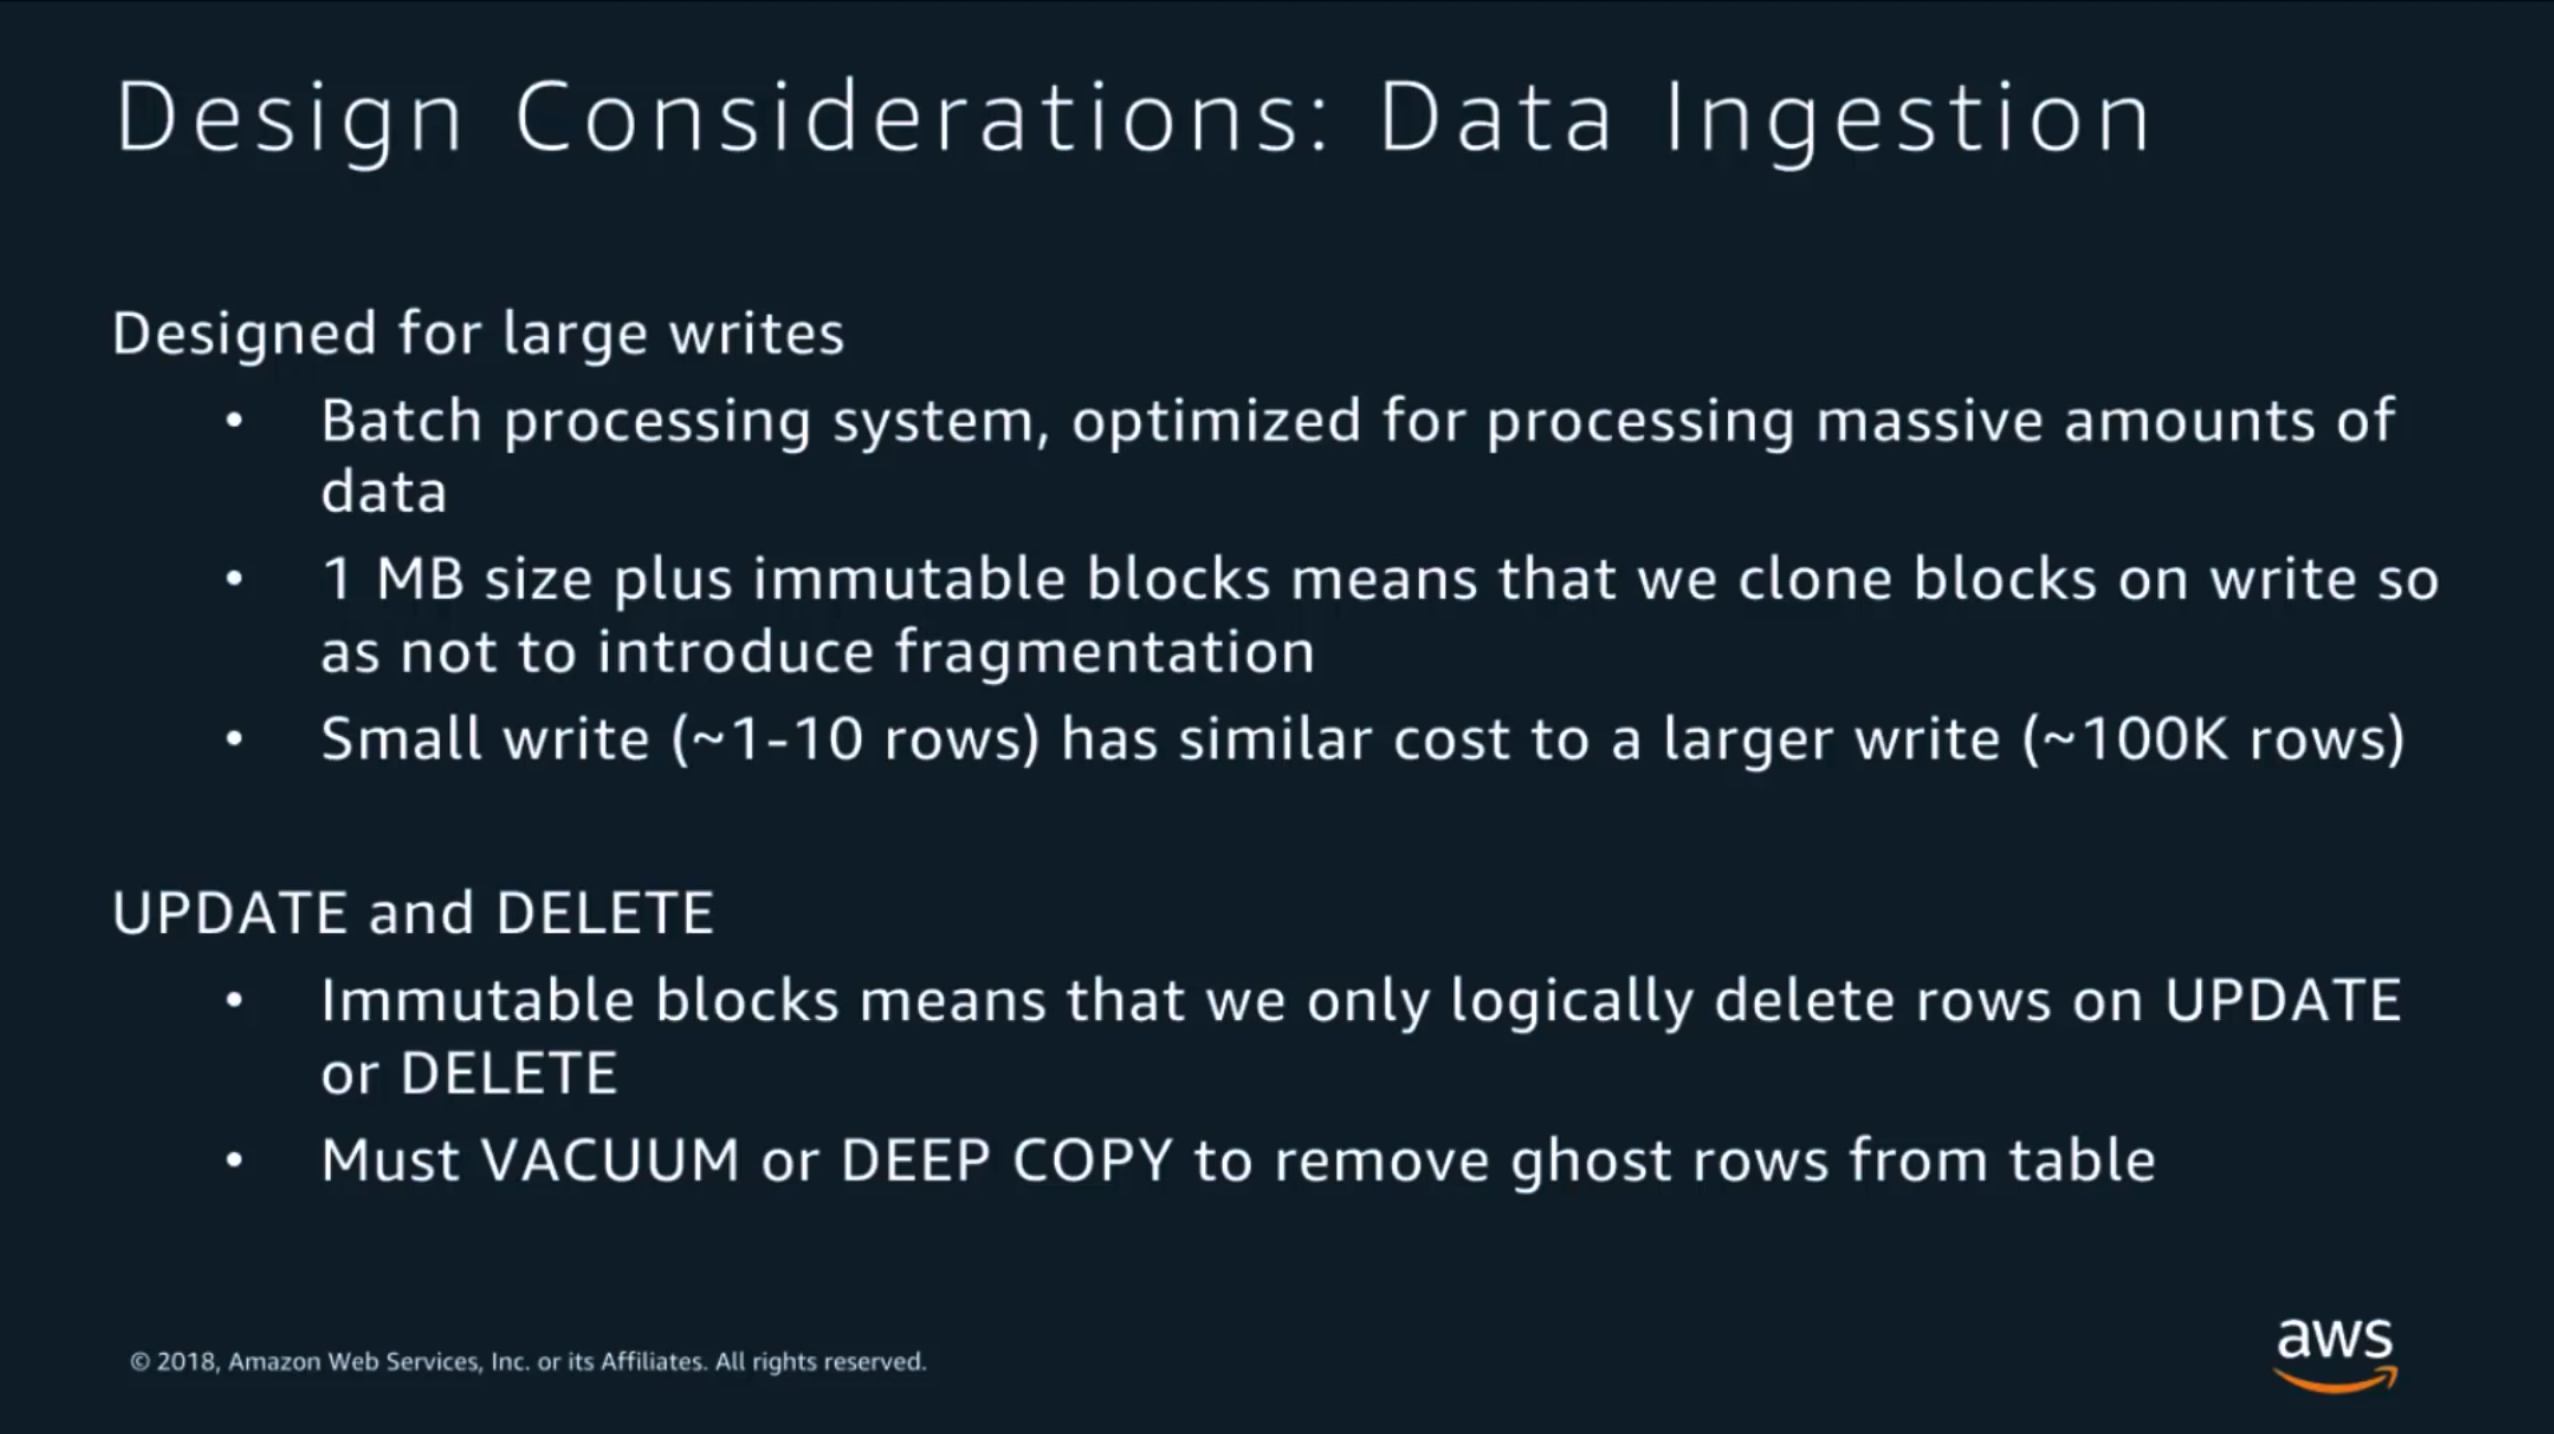 Design Considerations: Data Ingestion
Designed for large writes
• Batch processing system, optimized for processing massive amounts of
data
• 1 MB size plus immutable blocks means that we clone blocks on write so
as not to introduce fragmentation
• Small write (~1-10 rows) has similar cost to a larger write (~100K rows)
UPDATE and DELETE
• Immutable blocks means that we only logically delete rows on UPDATE
or DELETE
• Must VACUUM or DEEP COPY to remove ghost rows from table
© 2018, Amazon Web Services, Inc. or its Affiliates. All rights reserved.
aws